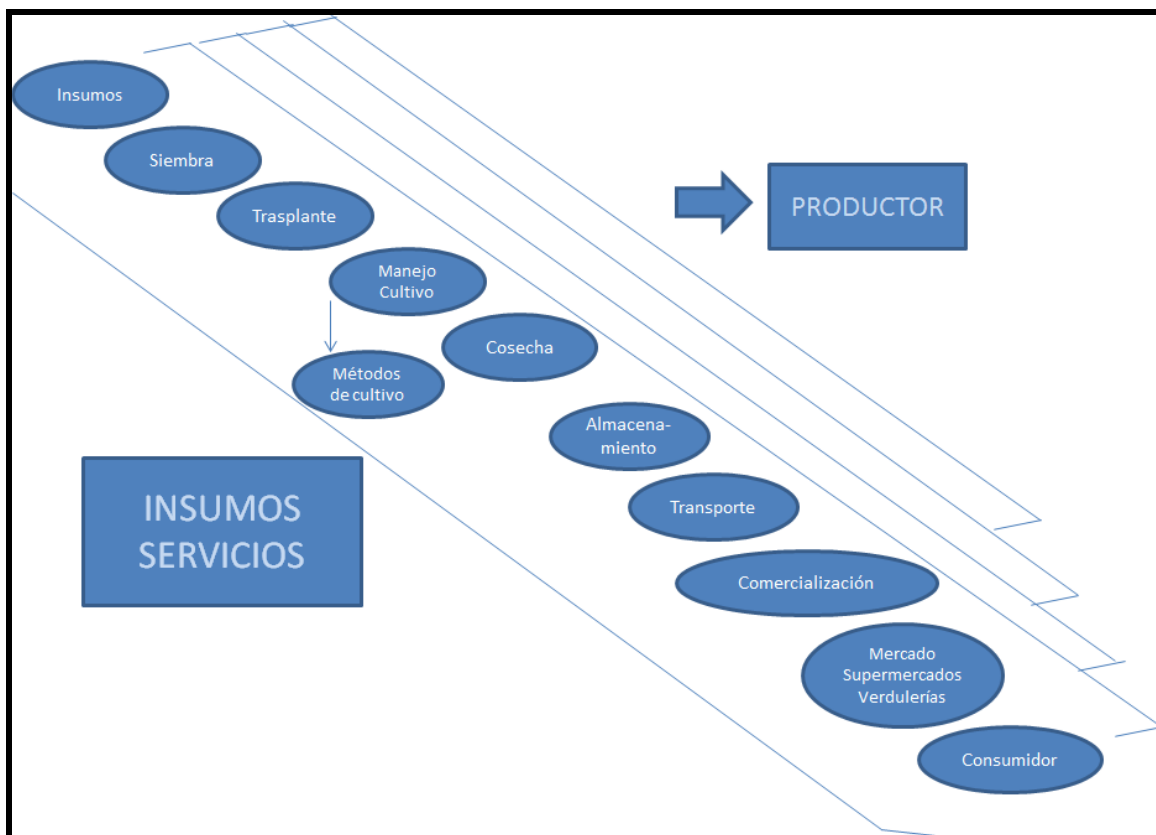 Insumos
Siembra
Trasplante
PRODUCTOR
Manejo
Cultivo
Cosecha
Métodos
de cultivo
Almacena-
miento
INSUMOS
SERVICIOS
Transporte
Comercialización
Mercado
Supermercados
Verdulerías
Consumidor